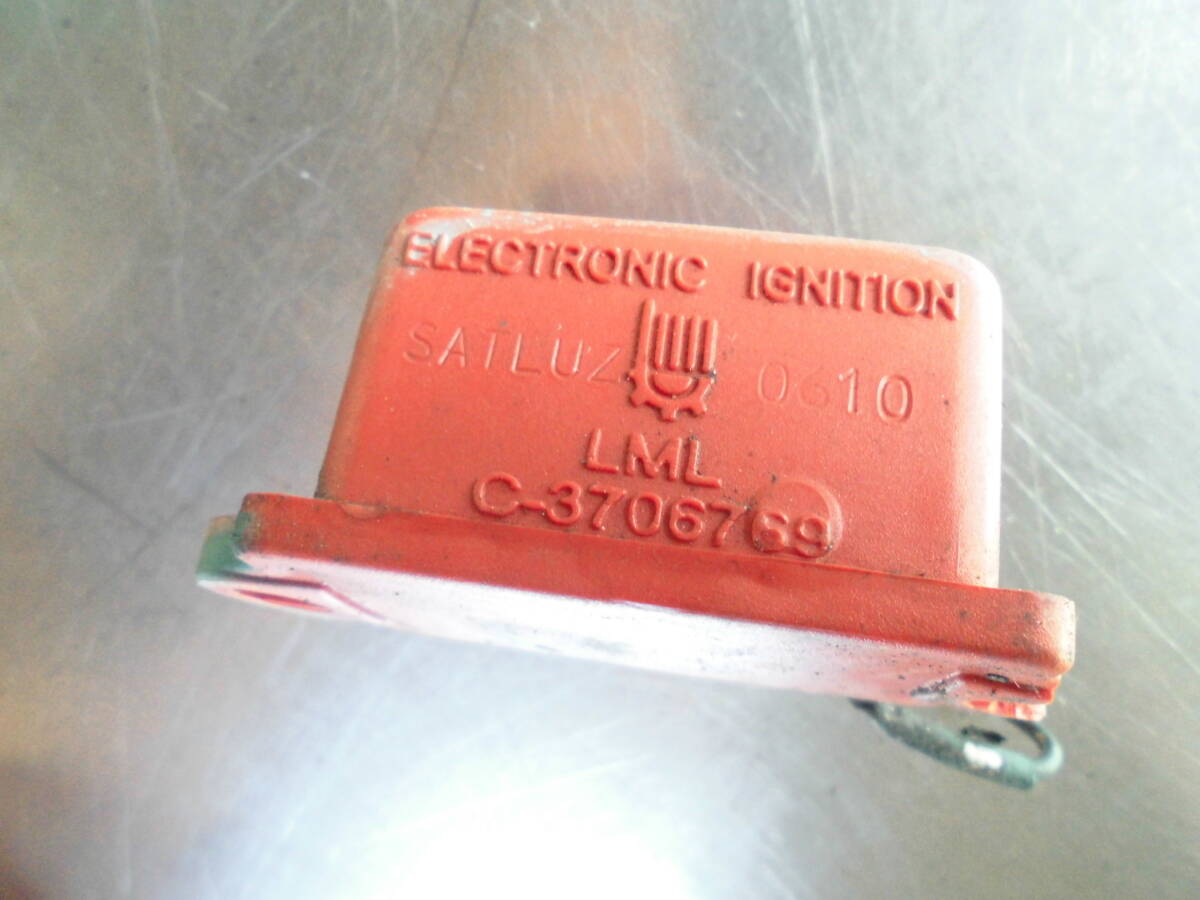 ELECTRONIC IGNITION
SATLUZ 0610
LML
C-3706769